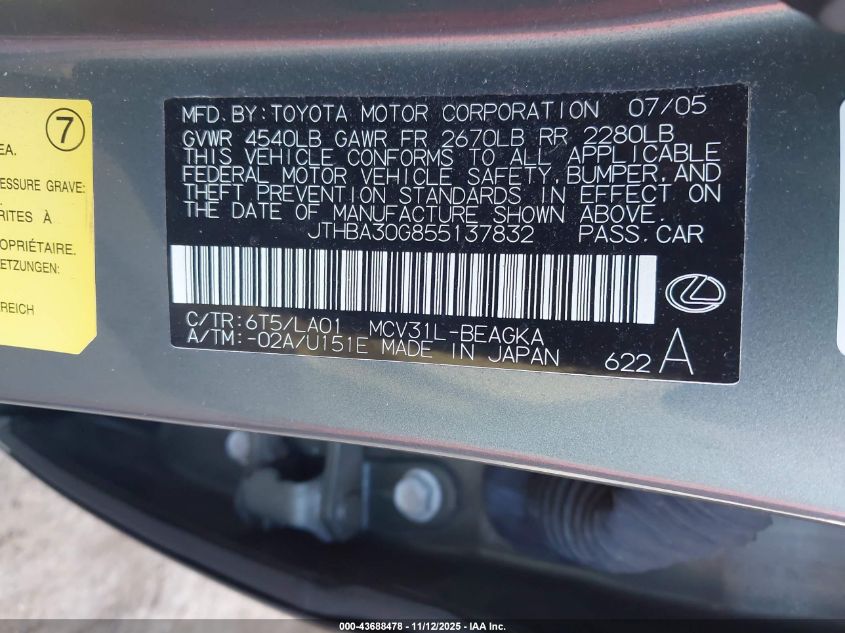 7
EA.
RESSURE GRAVE:
RITES À
OPRIÉTAIRE.
ETZUNGEN:
REICH
MFD. BY: TOYOTA MOTOR CORPORATION 07/05
GVWR 4540LB GAWR FR 2670LB RR 2280LB
THIS VEHICLE CONFORMS TO ALL APPLICABLE
FEDERAL MOTOR VEHICLE SAFETY, BUMPER, AND
THEFT PREVENTION STANDARDS IN EFFECT ON
THE DATE OF MANUFACTURE SHOWN ABOVE.
JTHBA30G855137832 PASS. CAR
C/TR: 6T5/LA01 MCV31L-BEAGKA
A/TM: -02A/U151E MADE IN JAPAN
622 A
000-43688478 - 11/12/2025 - IAA Inc.